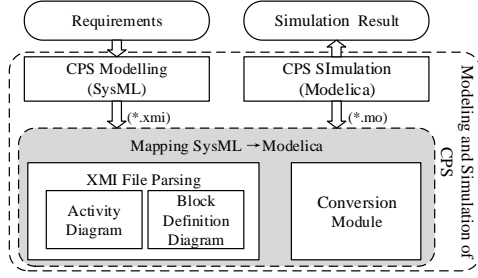 Requirements
Simulation Result
CPS Modelling
(SysML)
CPS SImulation
(Modelica)
(*.xmi)
(*.mo)
Mapping SysML → Modelica
XMI File Parsing
Activity
Diagram
Block
Definition
Diagram
Conversion
Module
Modeling and Simulation of
CPS